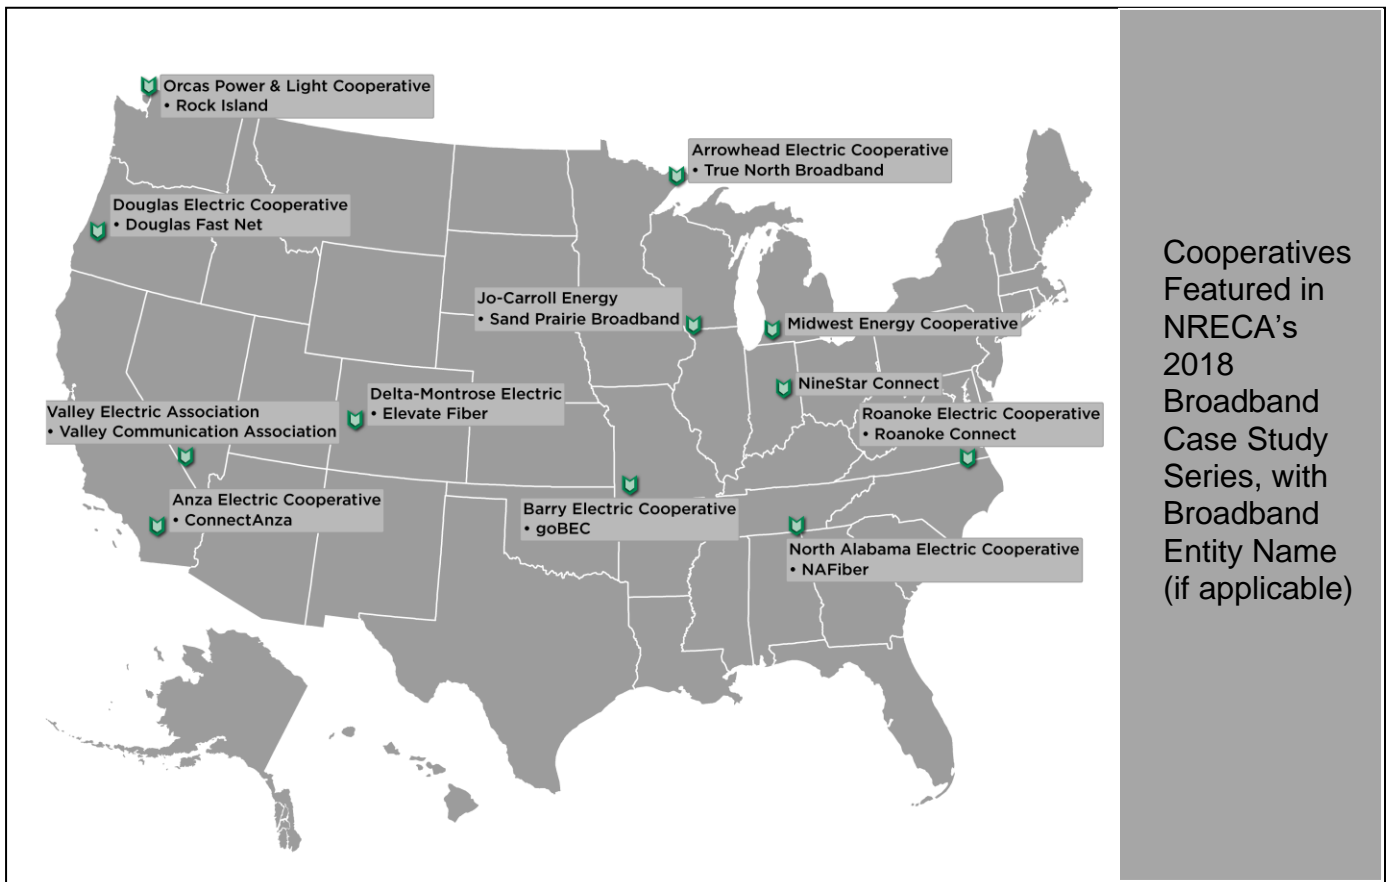 Orcas Power & Light Cooperative
• Rock Island
Arrowhead Electric Cooperative
• True North Broadband
Douglas Electric Cooperative
• Douglas Fast Net
Jo-Carroll Energy
• Sand Prairie Broadband
Midwest Energy Cooperative
NineStar Connect
Delta-Montrose Electric
• Elevate Fiber
Valley Electric Association
• Valley Communication Association
Roanoke Electric Cooperative
• Roanoke Connect
Anza Electric Cooperative
• ConnectAnza
Barry Electric Cooperative
• goBEC
North Alabama Electric Cooperative
• NAFiber
Cooperatives
Featured in
NRECA’s
2018
Broadband
Case Study
Series, with
Broadband
Entity Name
(if applicable)